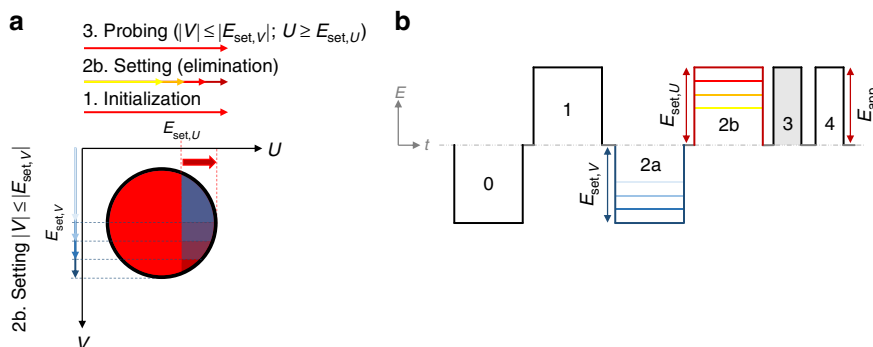 a
3. Probing (|V| ≤ |E_set,V|; U ≥ E_set,U)
2b. Setting (elimination)
1. Initialization
E_set,U
U
E_set,V
2b. Setting |V| ≤ |E_set,V|
V
b
E
t
0
1
E_set,V
2a
E_set,U
2b
3
4
E_app